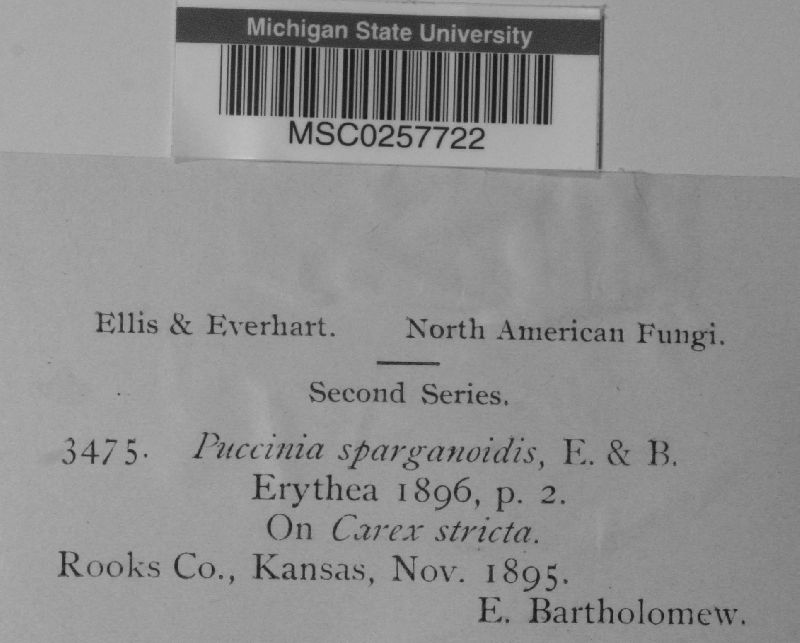 Michigan State University
MSC0257722
Ellis & Everhart. North American Fungi.
Second Series.
3475. Puccinia sparganoidis, E. & B.
Erythea 1896, p. 2.
On Carex stricta.
Rooks Co., Kansas, Nov. 1895.
E. Bartholomew.